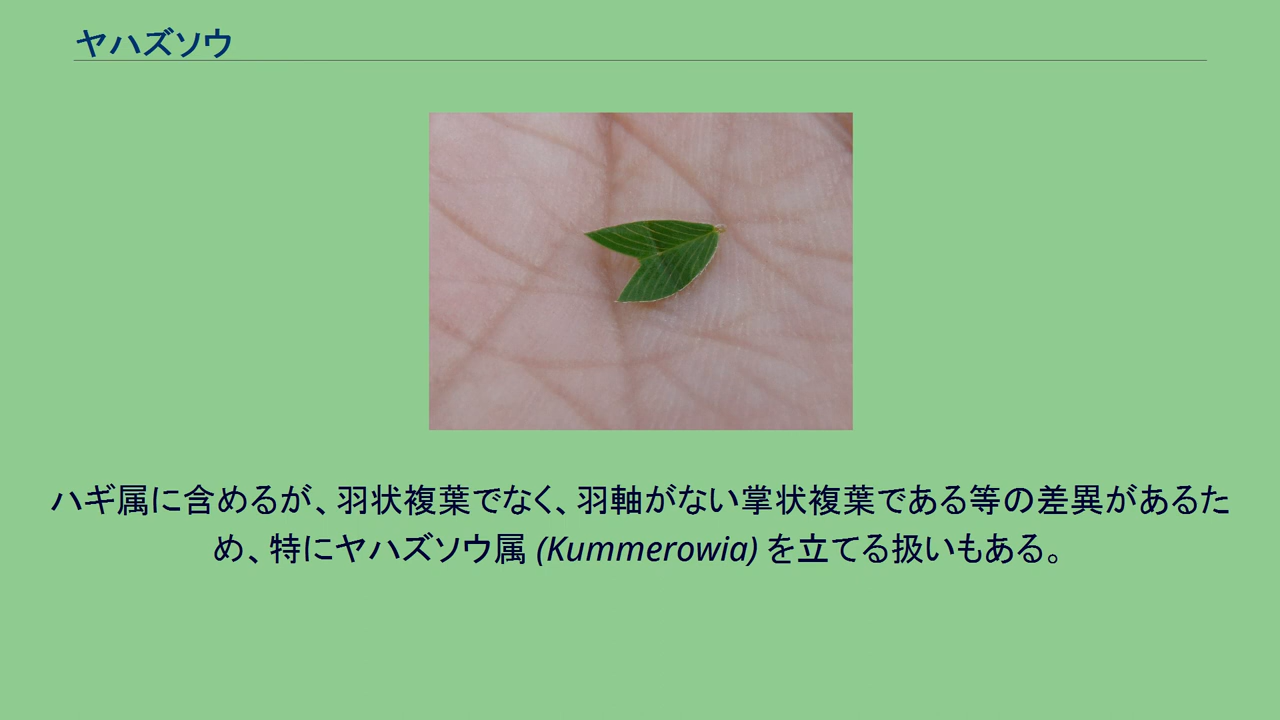 ヤハズソウ
ハギ属に含めるが、羽状複葉でなく、羽軸がない掌状複葉である等の差異があるた
め、特にヤハズソウ属 (Kummerowia) を立てる扱いもある。